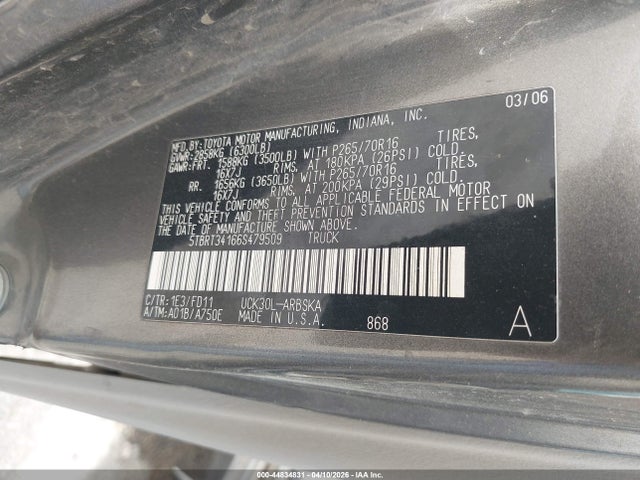 03/06
MFD. BY: TOYOTA MOTOR MANUFACTURING, INDIANA, INC.
GVWR: 2858KG (6300LB)
GAWR: FRT. 1588KG (3500LB) WITH P265/70R16 TIRES,
16X7J RIMS, AT 180KPA (26PSI) COLD.
RR. 1656KG (3650LB) WITH P265/70R16 TIRES,
16X7J RIMS, AT 200KPA (29PSI) COLD.
THIS VEHICLE CONFORMS TO ALL APPLICABLE FEDERAL MOTOR
VEHICLE SAFETY AND THEFT PREVENTION STANDARDS IN EFFECT ON
THE DATE OF MANUFACTURE SHOWN ABOVE.
5TBRT34166S479509 TRUCK
C/TR: 1E3/FD11 UCK30L-ARBSKA
A/TM: A01B/A750E MADE IN U.S.A. 868 A
000-44834831 - 04/10/2026 - IAA Inc.